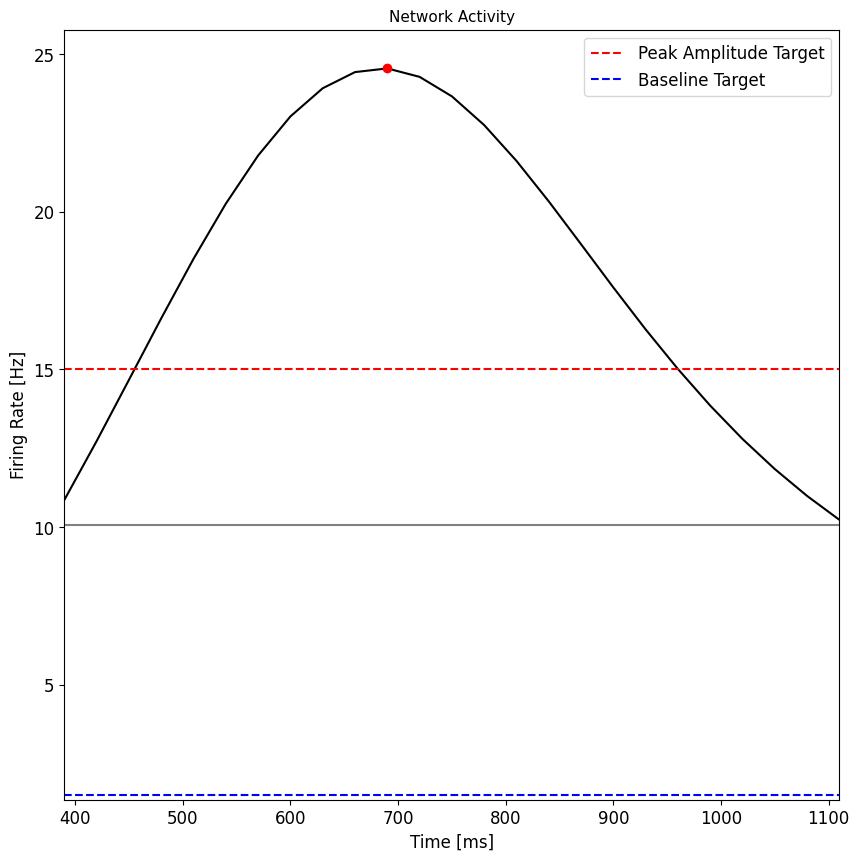 Network Activity
Peak Amplitude Target
Baseline Target
Firing Rate [Hz]
25
20
15
10
5
400 500 600 700 800 900 1000 1100
Time [ms]